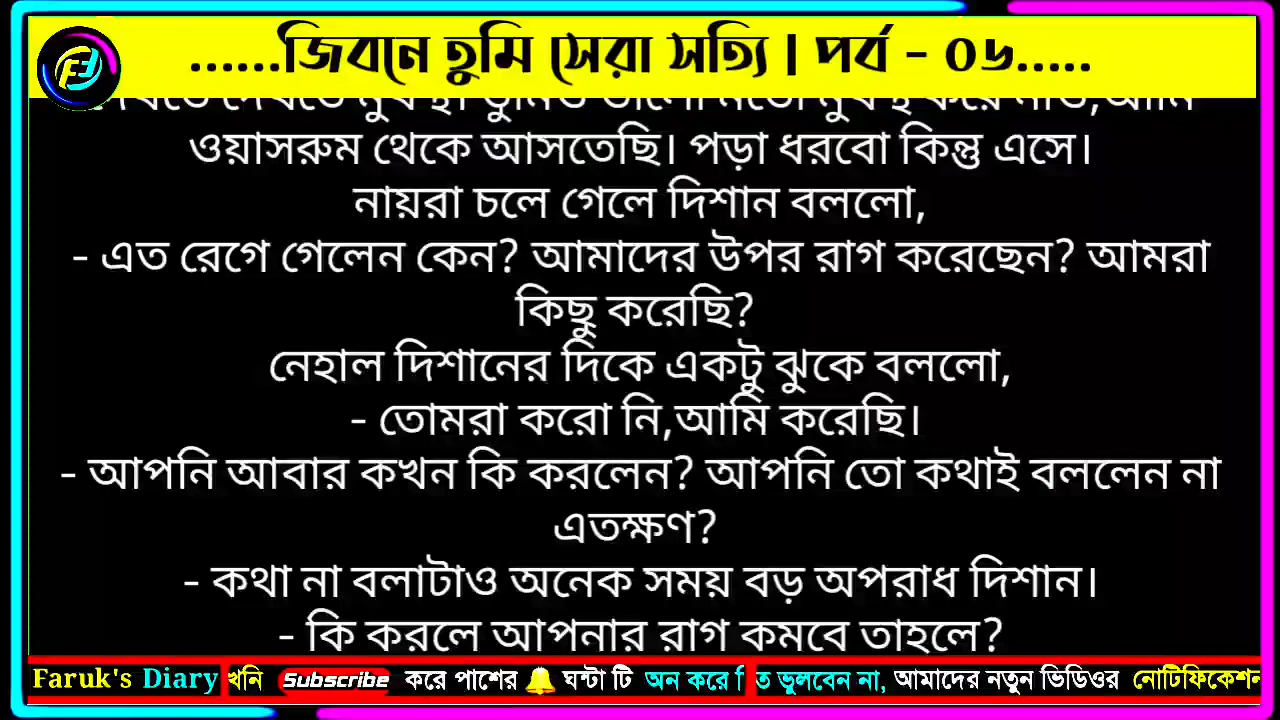 ......জিবনে তুমি সেরা সত্যি | পর্ব - ০৬.....
ওয়াসরুম থেকে আসতেছি। পড়া ধরবো কিন্তু এসে।
নায়রা চলে গেলে দিশান বললো,
- এত রেগে গেলেন কেন? আমাদের উপর রাগ করেছেন? আমরা
কিছু করেছি?
নেহাল দিশানের দিকে একটু ঝুকে বললো,
- তোমরা করো নি,আমি করেছি।
- আপনি আবার কখন কি করলেন? আপনি তো কথাই বললেন না
এতক্ষণ?
- কথা না বলাটাও অনেক সময় বড় অপরাধ দিশান।
- কি করলে আপনার রাগ কমবে তাহলে?
Faruk's Diary খনি Subscribe করে পাশের ঘন্টা টি অন করে ত ভুলবেন না, আমাদের নতুন ভিডিওর নোটিফিকেশন